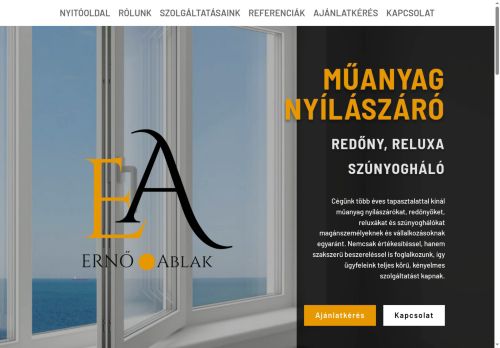 NYITÓOLDAL RÓLUNK SZOLGÁLTATÁSAINK REFERENCIÁK AJÁNLATKÉRÉS KAPCSOLAT
MŰANYAG
NYÍLÁSZÁRÓ
REDŐNY, RELUXA
SZÚNYOGHÁLÓ
EA
ERNŐ ABLAK
Cégünk több éves tapasztalattal kínál
műanyag nyílászárókat, redőnyöket,
reluxákat és szúnyoghálókat
magánszemélyeknek és vállalkozásoknak
egyaránt. Nemcsak értékesítéssel, hanem
szakszerű beszereléssel is foglalkozunk, így
ügyfeleink teljes körű, kényelmes
szolgáltatást kapnak.
Ajánlatkérés Kapcsolat